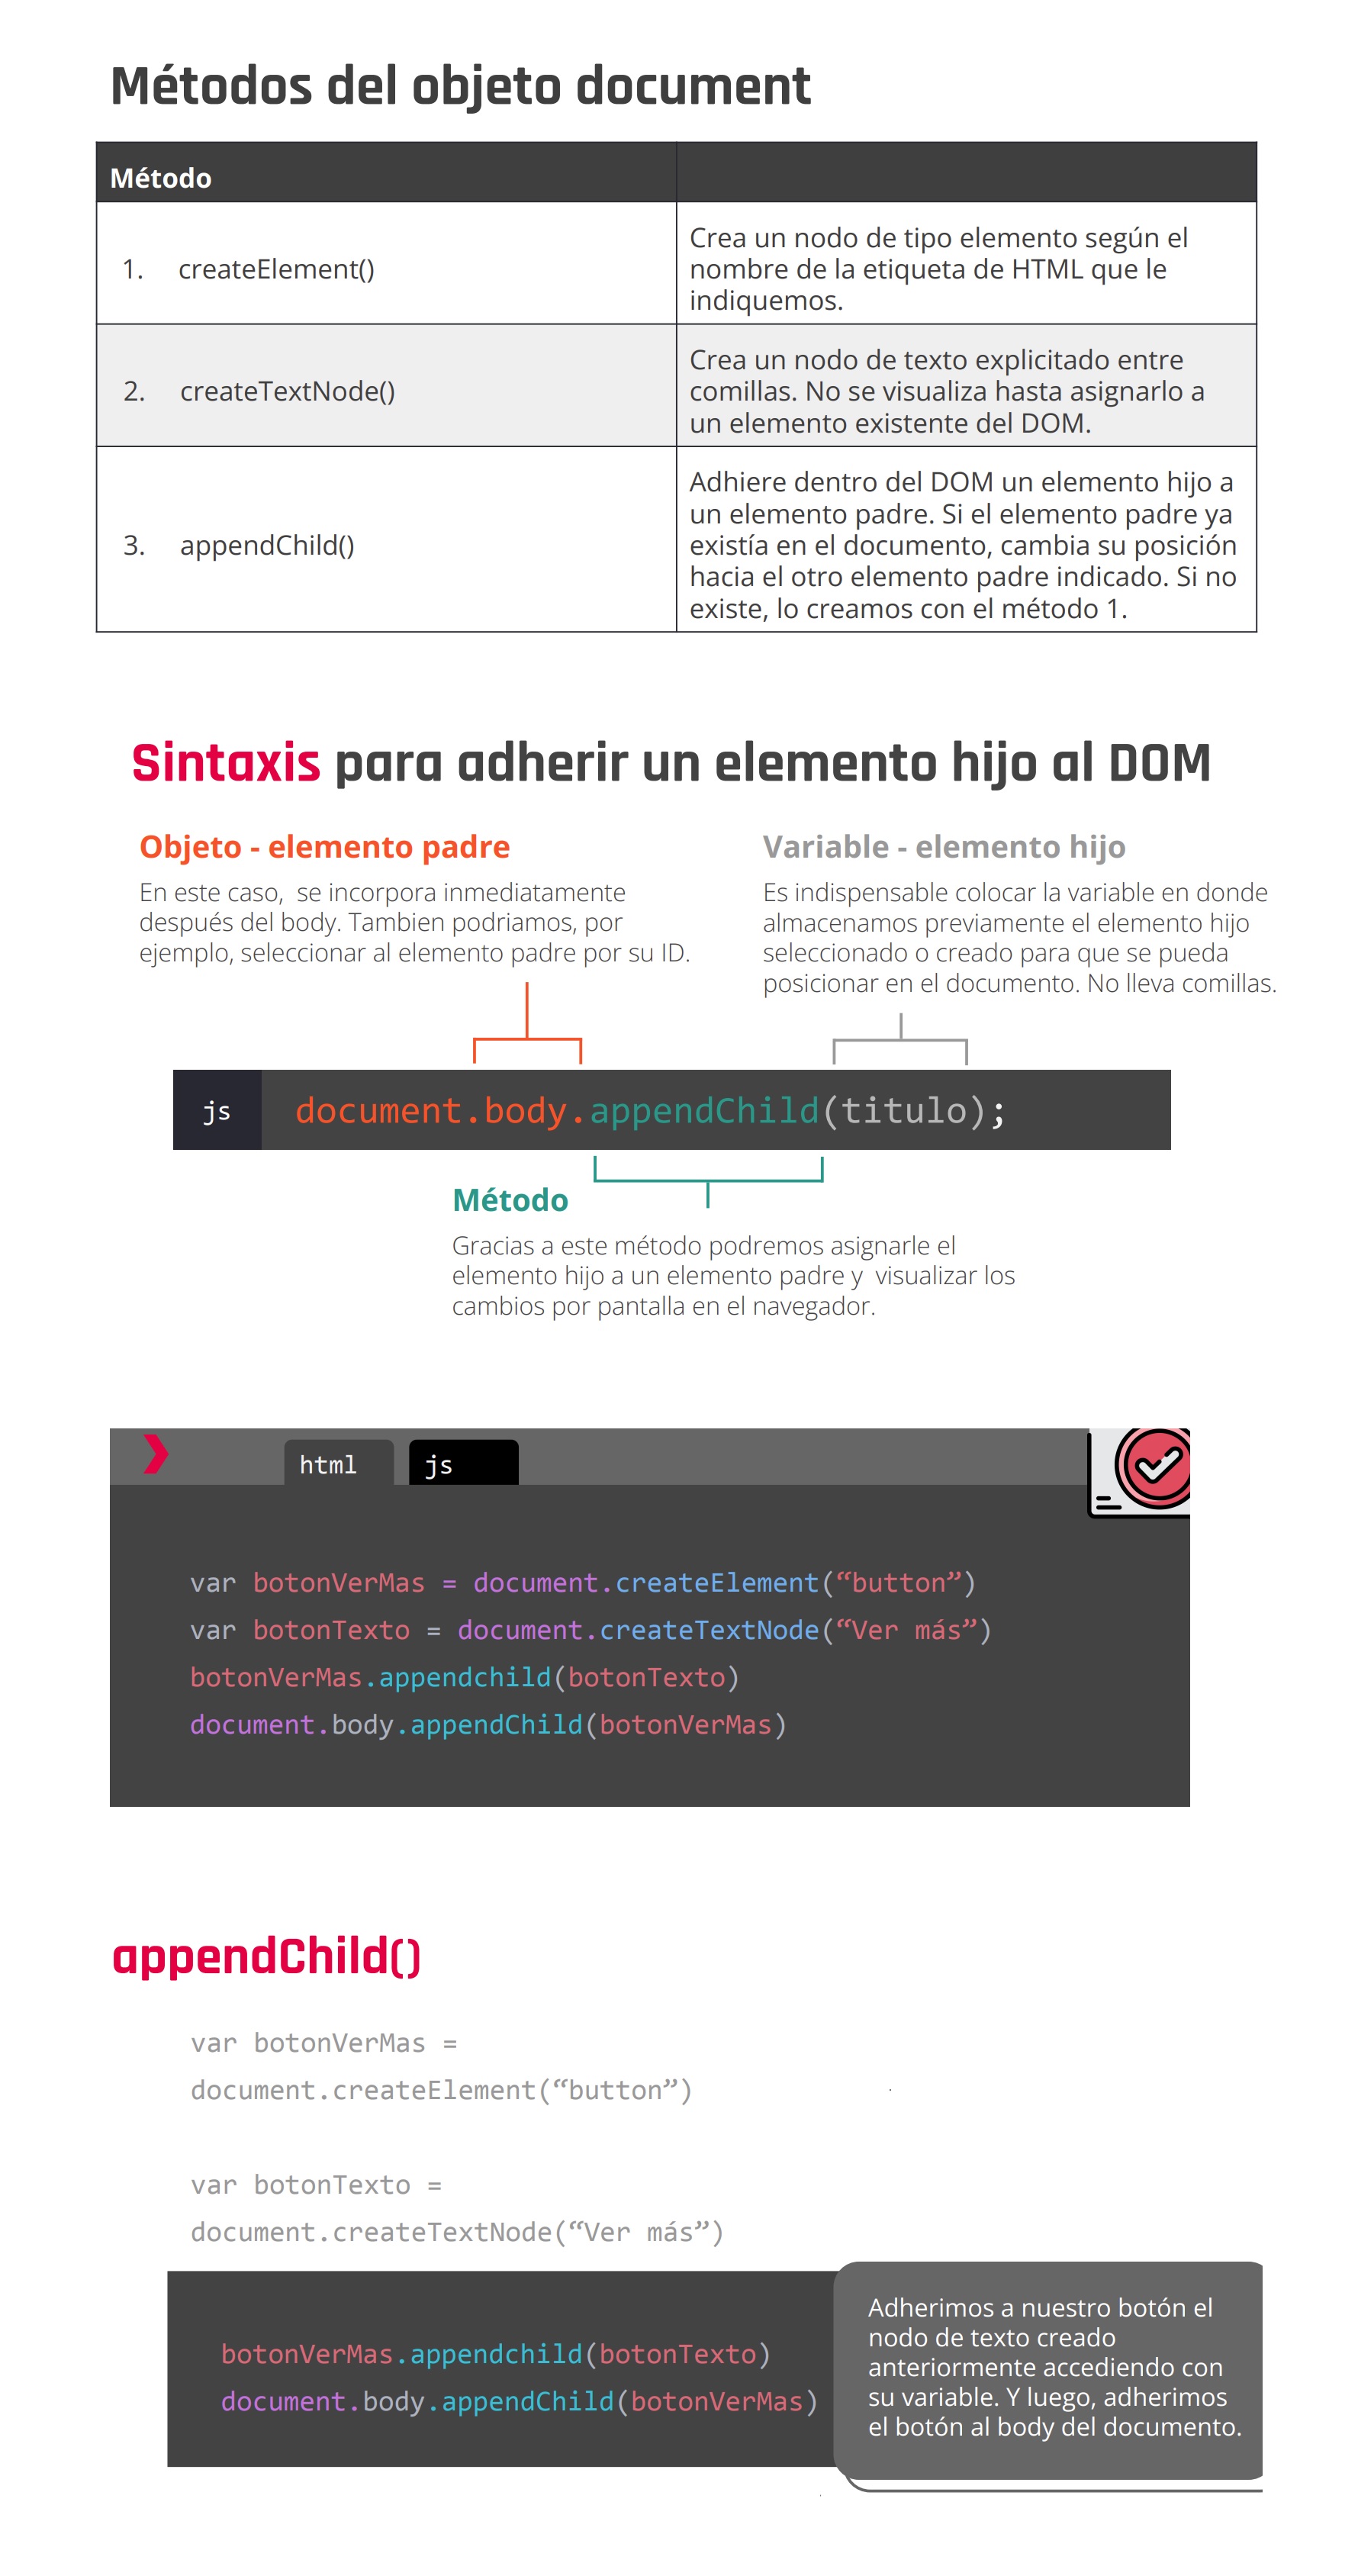 Métodos del objeto document
Método
1. createElement()
Crea un nodo de tipo elemento según el
nombre de la etiqueta de HTML que le
indiquemos.
2. createTextNode()
Crea un nodo de texto explicitado entre
comillas. No se visualiza hasta asignarlo a
un elemento existente del DOM.
3. appendChild()
Adhiere dentro del DOM un elemento hijo a
un elemento padre. Si el elemento padre ya
existía en el documento, cambia su posición
hacia el otro elemento padre indicado. Si no
existe, lo creamos con el método 1.
Sintaxis para adherir un elemento hijo al DOM
Objeto - elemento padre
En este caso,  se incorpora inmediatamente
después del body. Tambien podriamos, por
ejemplo, seleccionar al elemento padre por su ID.
Variable - elemento hijo
Es indispensable colocar la variable en donde
almacenamos previamente el elemento hijo
seleccionado o creado para que se pueda
posicionar en el documento. No lleva comillas.
js
document.body.appendChild(titulo);
Método
Gracias a este método podremos asignarle el
elemento hijo a un elemento padre y  visualizar los
cambios por pantalla en el navegador.
html
js
var botonVerMas = document.createElement(“button”)
var botonTexto = document.createTextNode(“Ver más”)
botonVerMas.appendchild(botonTexto)
document.body.appendChild(botonVerMas)
appendChild()
var botonVerMas =
document.createElement(“button”)
var botonTexto =
document.createTextNode(“Ver más”)
botonVerMas.appendchild(botonTexto)
document.body.appendChild(botonVerMas)
Adherimos a nuestro botón el
nodo de texto creado
anteriormente accediendo con
su variable. Y luego, adherimos
el botón al body del documento.